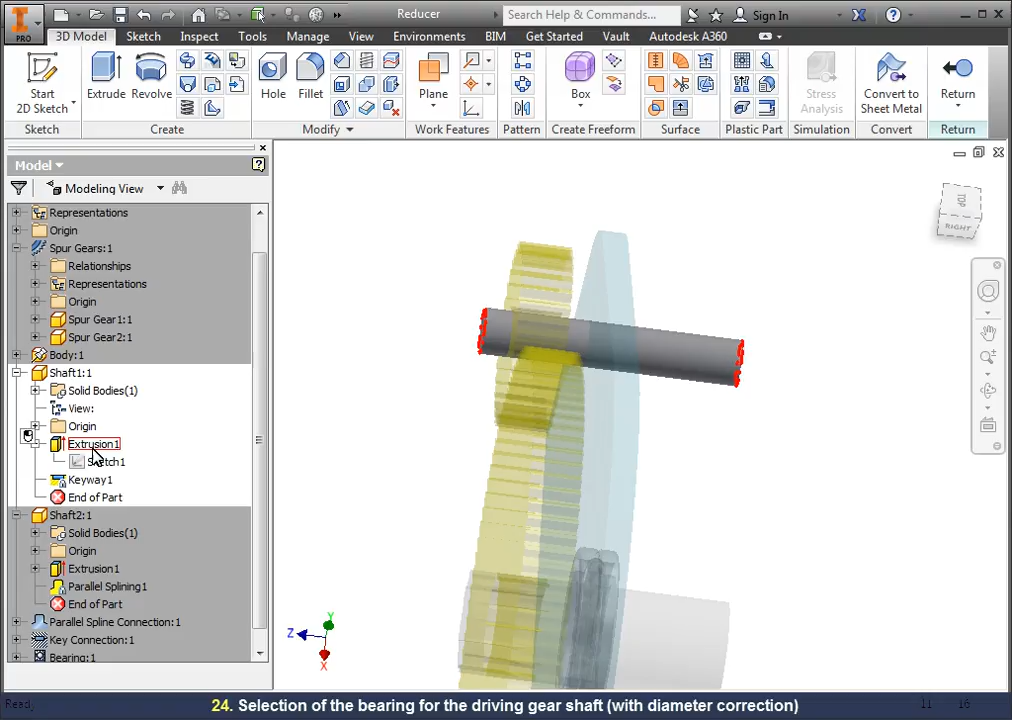 Reducer
Search Help & Commands...
Sign In
PRO
3D Model Sketch Inspect Tools Manage View Environments BIM Get Started Vault Autodesk A360
Start
2D Sketch
Extrude Revolve
Hole Fillet
Plane
Box
Stress
Analysis
Convert to
Sheet Metal
Return
Sketch Create Modify Work Features Pattern Create Freeform Surface Plastic Part Simulation Convert Return
Model
Modeling View
Representations
Origin
Spur Gears:1
Relationships
Representations
Origin
Spur Gear1:1
Spur Gear2:1
Body:1
Shaft1:1
Solid Bodies(1)
View:
Origin
Extrusion1
Sketch1
Keyway1
End of Part
Shaft2:1
Solid Bodies(1)
Origin
Extrusion1
Parallel Splining1
End of Part
Parallel Spline Connection:1
Key Connection:1
Bearing:1
TOP
RIGHT
Y
Z
X
Ready
24. Selection of the bearing for the driving gear shaft (with diameter correction)
11 16